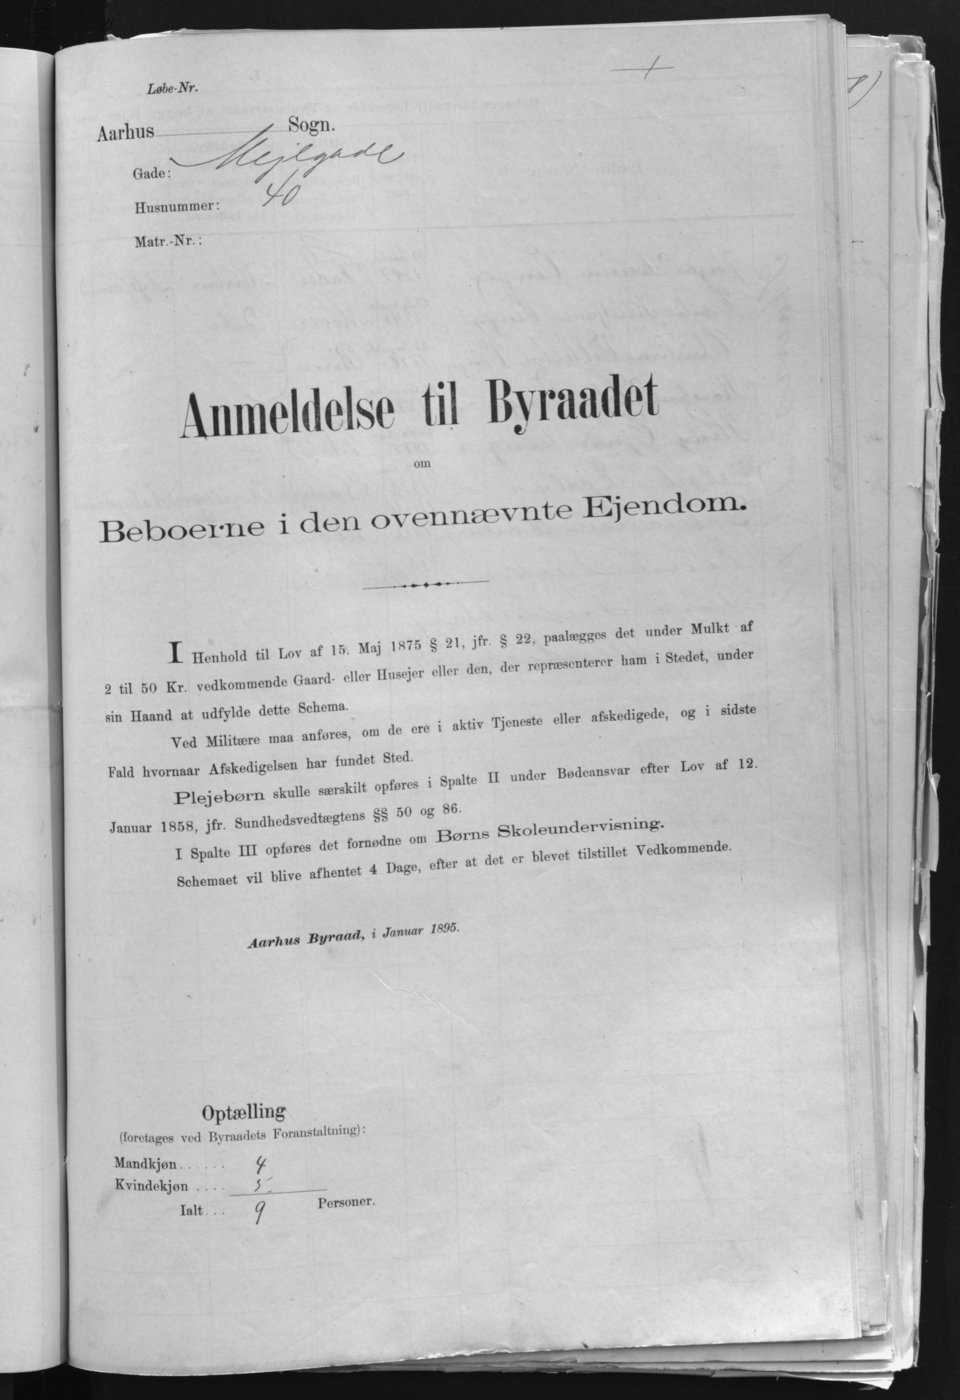 Løbe-Nr.
Aarhus Sogn.
Gade: Mejlgade
Husnummer: 40
Matr.-Nr.:
Anmeldelse til Byraadet
om
Beboerne i den ovennævnte Ejendom.
I Henhold til Lov af 15. Maj 1875 § 21, jfr. § 22, paalægges det under Mulkt af
2 til 50 Kr. vedkommende Gaard- eller Husejer eller den, der repræsenterer ham i Stedet, under
sin Haand at udfylde dette Schema.
Ved Militære maa anføres, om de ere i aktiv Tjeneste eller afskedigede, og i sidste
Fald hvornaar Afskedigelsen har fundet Sted.
Plejebørn skulle særskilt opføres i Spalte II under Bødeansvar efter Lov af 12.
Januar 1858, jfr. Sundhedsvedtægtens §§ 50 og 86.
I Spalte III opføres det fornødne om Børns Skoleundervisning.
Schemaet vil blive afhentet 4 Dage, efter at det er blevet tilstillet Vedkommende.
Aarhus Byraad, i Januar 1895.
Optælling
(foretages ved Byraadets Foranstaltning):
Mandkjøn...... 4
Kvindekjøn .... 5.
Ialt... 9 Personer.